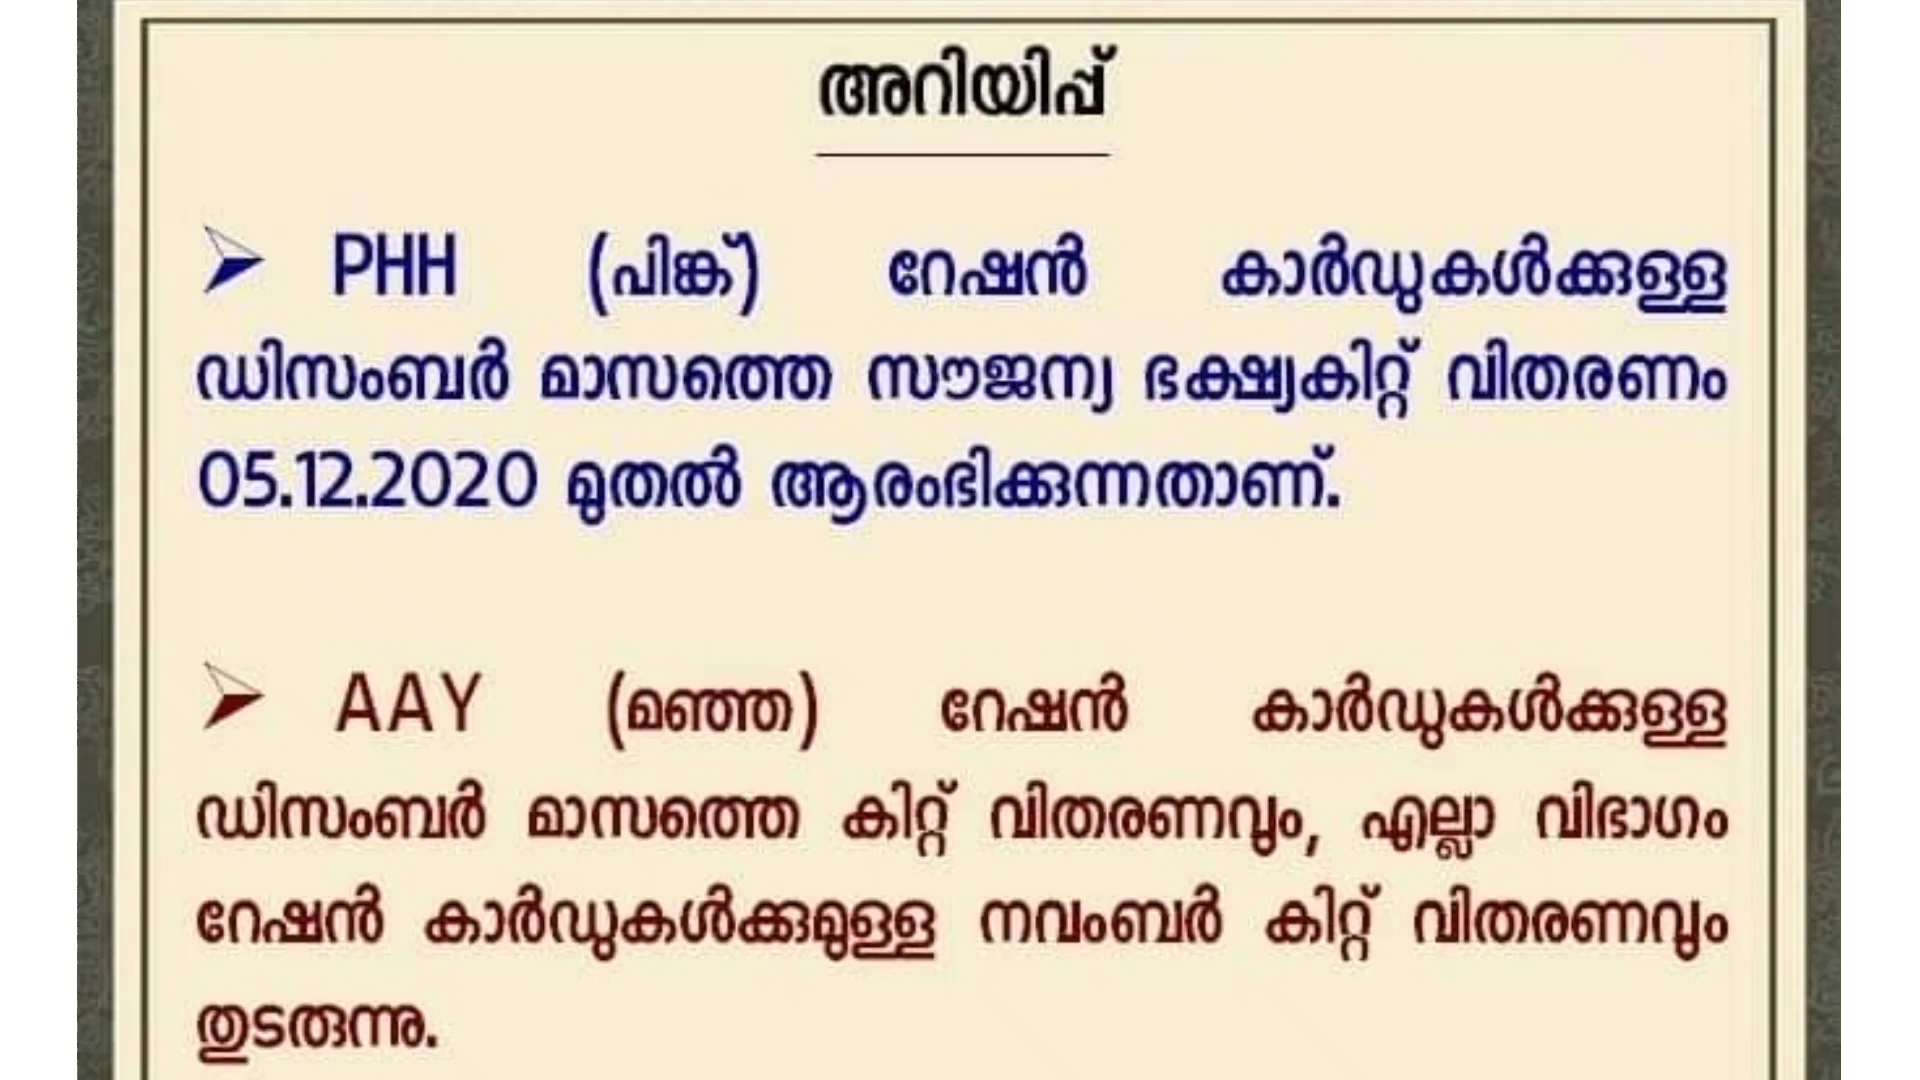 അറിയിപ്പ്
➢ PHH (പിങ്ക്) റേഷൻ കാർഡുകൾക്കുള്ള
ഡിസംബർ മാസത്തെ സൗജന്യ ഭക്ഷ്യകിറ്റ് വിതരണം
05.12.2020 മുതൽ ആരംഭിക്കുന്നതാണ്.
➢ AAY (മഞ്ഞ) റേഷൻ കാർഡുകൾക്കുള്ള
ഡിസംബർ മാസത്തെ കിറ്റ് വിതരണവും, എല്ലാ വിഭാഗം
റേഷൻ കാർഡുകൾക്കുമുള്ള നവംബർ കിറ്റ് വിതരണവും
തുടരുന്നു.